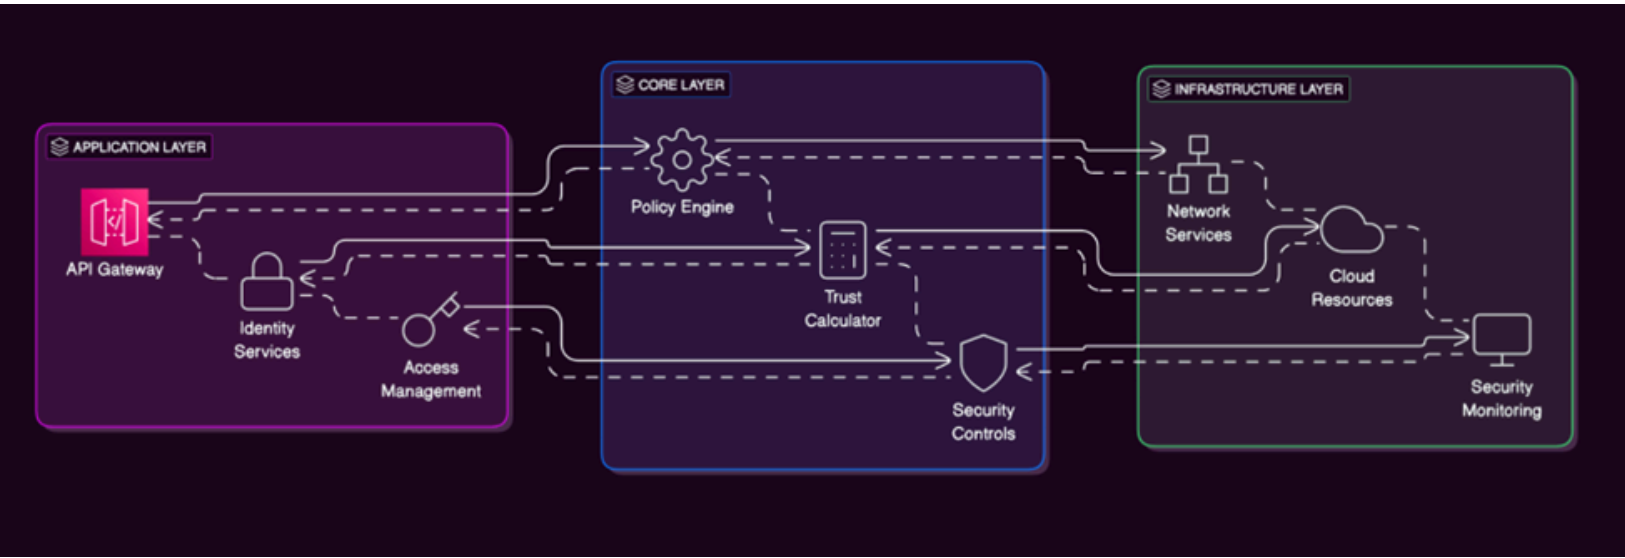 APPLICATION LAYER
API Gateway
Identity
Services
Access
Management
CORE LAYER
Policy Engine
Trust
Calculator
Security
Controls
INFRASTRUCTURE LAYER
Network
Services
Cloud
Resources
Security
Monitoring